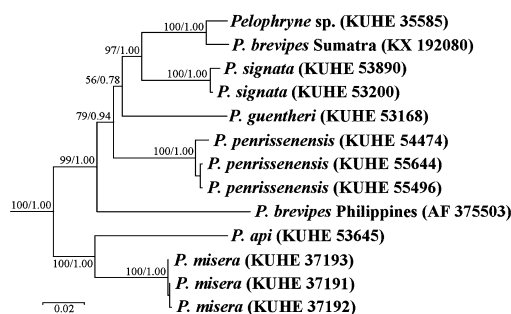 100/1.00
Pelophryne sp. (KUHE 35585)
97/1.00
P. brevipes Sumatra (KX 192080)
P. signata (KUHE 53890)
56/0.78
100/1.00
P. signata (KUHE 53200)
79/0.94
P. guentheri (KUHE 53168)
P. penrissenensis (KUHE 54474)
99/1.00
100/1.00
P. penrissenensis (KUHE 55644)
P. penrissenensis (KUHE 55496)
100/1.00
P. brevipes Philippines (AF 375503)
P. api (KUHE 53645)
100/1.00
P. misera (KUHE 37193)
100/1.00
P. misera (KUHE 37191)
P. misera (KUHE 37192)
0.02